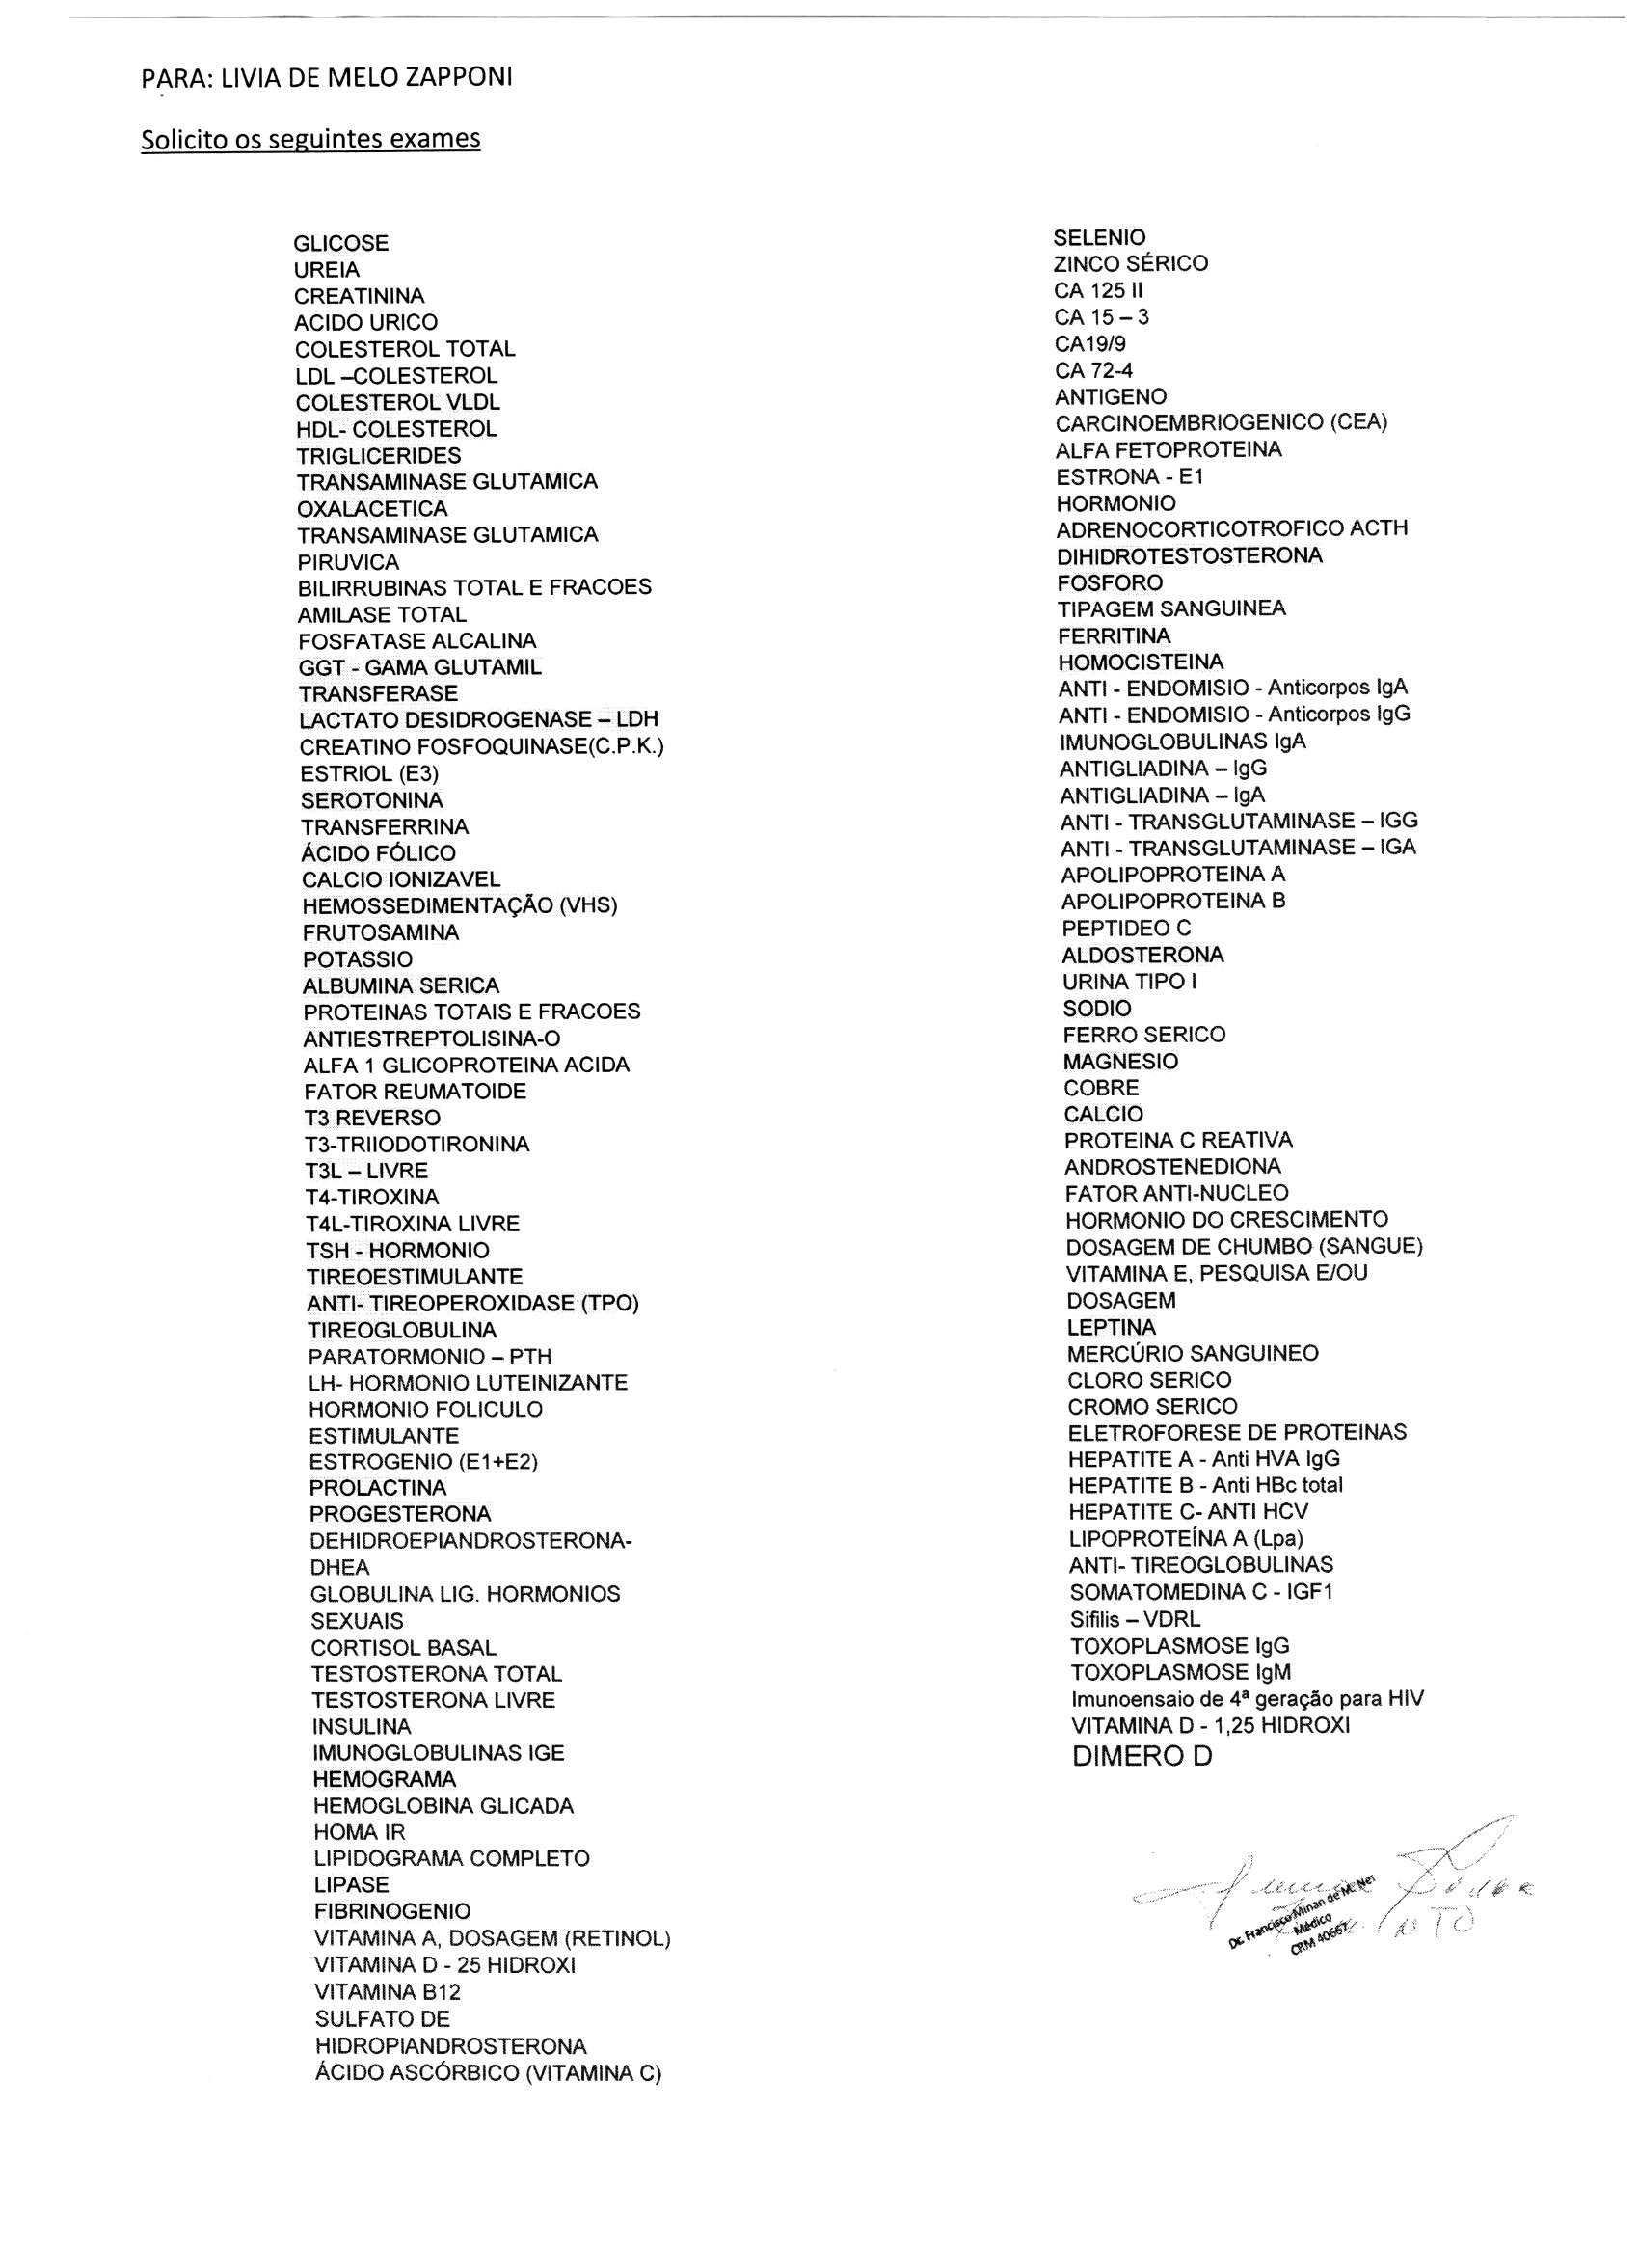 PARA: LIVIA DE MELO ZAPPONI
Solicito os seguintes exames
GLICOSE
UREIA
CREATININA
ACIDO URICO
COLESTEROL TOTAL
LDL –COLESTEROL
COLESTEROL VLDL
HDL- COLESTEROL
TRIGLICERIDES
TRANSAMINASE GLUTAMICA
OXALACETICA
TRANSAMINASE GLUTAMICA
PIRUVICA
BILIRRUBINAS TOTAL E FRACOES
AMILASE TOTAL
FOSFATASE ALCALINA
GGT - GAMA GLUTAMIL
TRANSFERASE
LACTATO DESIDROGENASE – LDH
CREATINO FOSFOQUINASE(C.P.K.)
ESTRIOL (E3)
SEROTONINA
TRANSFERRINA
ÁCIDO FÓLICO
CALCIO IONIZAVEL
HEMOSSEDIMENTAÇÃO (VHS)
FRUTOSAMINA
POTASSIO
ALBUMINA SERICA
PROTEINAS TOTAIS E FRACOES
ANTIESTREPTOLISINA-O
ALFA 1 GLICOPROTEINA ACIDA
FATOR REUMATOIDE
T3 REVERSO
T3-TRIIODOTIRONINA
T3L – LIVRE
T4-TIROXINA
T4L-TIROXINA LIVRE
TSH - HORMONIO
TIREOESTIMULANTE
ANTI- TIREOPEROXIDASE (TPO)
TIREOGLOBULINA
PARATORMONIO – PTH
LH- HORMONIO LUTEINIZANTE
HORMONIO FOLICULO
ESTIMULANTE
ESTROGENIO (E1+E2)
PROLACTINA
PROGESTERONA
DEHIDROEPIANDROSTERONA-
DHEA
GLOBULINA LIG. HORMONIOS
SEXUAIS
CORTISOL BASAL
TESTOSTERONA TOTAL
TESTOSTERONA LIVRE
INSULINA
IMUNOGLOBULINAS IGE
HEMOGRAMA
HEMOGLOBINA GLICADA
HOMA IR
LIPIDOGRAMA COMPLETO
LIPASE
FIBRINOGENIO
VITAMINA A, DOSAGEM (RETINOL)
VITAMINA D - 25 HIDROXI
VITAMINA B12
SULFATO DE
HIDROPIANDROSTERONA
ÁCIDO ASCÓRBICO (VITAMINA C)
SELENIO
ZINCO SÉRICO
CA 125 II
CA 15 – 3
CA19/9
CA 72-4
ANTIGENO
CARCINOEMBRIOGENICO (CEA)
ALFA FETOPROTEINA
ESTRONA - E1
HORMONIO
ADRENOCORTICOTROFICO ACTH
DIHIDROTESTOSTERONA
FOSFORO
TIPAGEM SANGUINEA
FERRITINA
HOMOCISTEINA
ANTI - ENDOMISIO - Anticorpos IgA
ANTI - ENDOMISIO - Anticorpos IgG
IMUNOGLOBULINAS IgA
ANTIGLIADINA – IgG
ANTIGLIADINA – IgA
ANTI - TRANSGLUTAMINASE – IGG
ANTI - TRANSGLUTAMINASE – IGA
APOLIPOPROTEINA A
APOLIPOPROTEINA B
PEPTIDEO C
ALDOSTERONA
URINA TIPO I
SODIO
FERRO SERICO
MAGNESIO
COBRE
CALCIO
PROTEINA C REATIVA
ANDROSTENEDIONA
FATOR ANTI-NUCLEO
HORMONIO DO CRESCIMENTO
DOSAGEM DE CHUMBO (SANGUE)
VITAMINA E, PESQUISA E/OU
DOSAGEM
LEPTINA
MERCÚRIO SANGUINEO
CLORO SERICO
CROMO SERICO
ELETROFORESE DE PROTEINAS
HEPATITE A - Anti HVA IgG
HEPATITE B - Anti HBc total
HEPATITE C- ANTI HCV
LIPOPROTEÍNA A (Lpa)
ANTI- TIREOGLOBULINAS
SOMATOMEDINA C - IGF1
Sifilis – VDRL
TOXOPLASMOSE IgG
TOXOPLASMOSE IgM
Imunoensaio de 4ª geração para HIV
VITAMINA D - 1,25 HIDROXI
DIMERO D
Dr. Francisco Minan de M. Net
Médico
CRM 40667